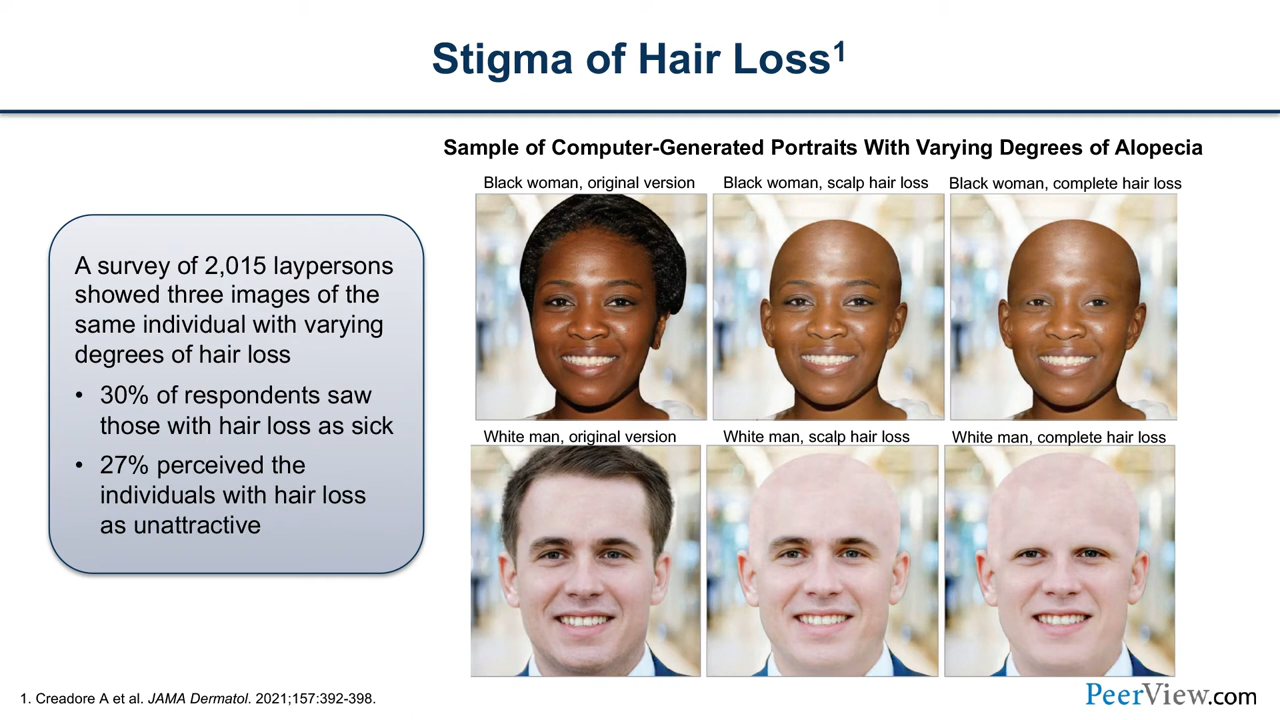 Stigma of Hair Loss1
Sample of Computer-Generated Portraits With Varying Degrees of Alopecia
Black woman, original version
Black woman, scalp hair loss
Black woman, complete hair loss
A survey of 2,015 laypersons
showed three images of the
same individual with varying
degrees of hair loss
• 30% of respondents saw
those with hair loss as sick
• 27% perceived the
individuals with hair loss
as unattractive
White man, original version
White man, scalp hair loss
White man, complete hair loss
1. Creadore A et al. JAMA Dermatol. 2021;157:392-398.
PeerView.com